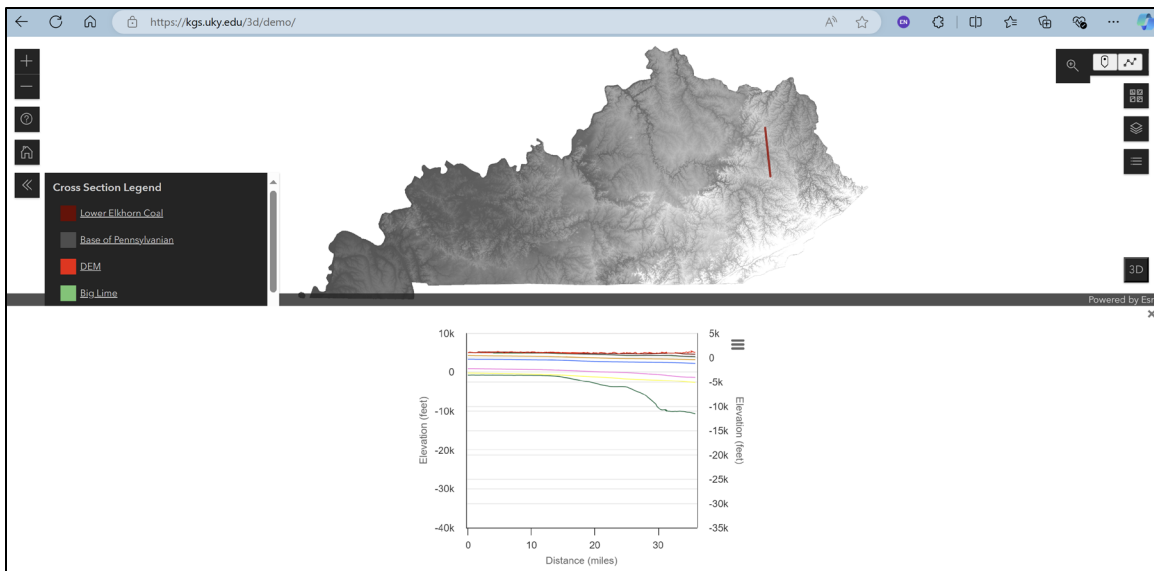 https://kgs.uky.edu/3d/demo/
EN
Cross Section Legend
Lower Elkhorn Coal
Base of Pennsylvanian
DEM
Big Lime
3D
Powered by Esr
10k
0
-10k
-20k
-30k
-40k
Elevation (feet)
5k
0
-5k
-10k
-15k
-20k
-25k
-30k
-35k
Elevation (feet)
0 10 20 30
Distance (miles)